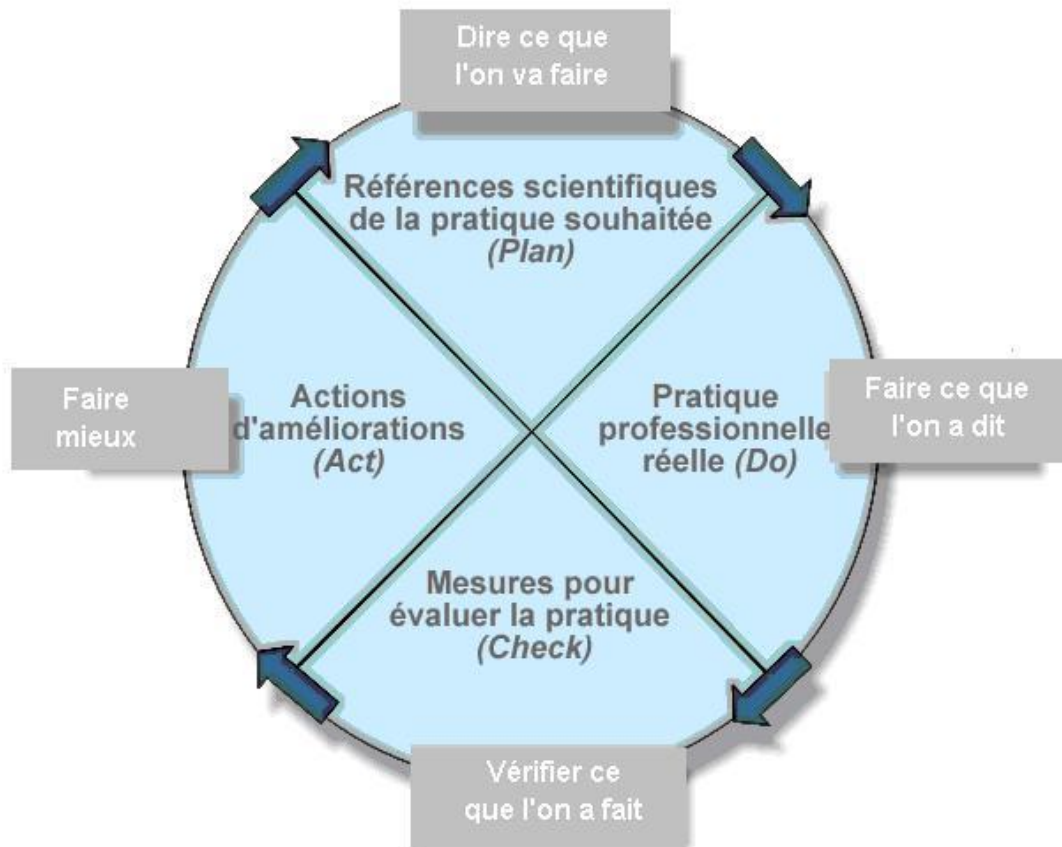 Dire ce que
l'on va faire
Références scientifiques
de la pratique souhaitée
(Plan)
Faire
mieux
Actions
d'améliorations
(Act)
Pratique
professionnelle
réelle (Do)
Faire ce que
l'on a dit
Mesures pour
évaluer la pratique
(Check)
Vérifier ce
que l'on a fait